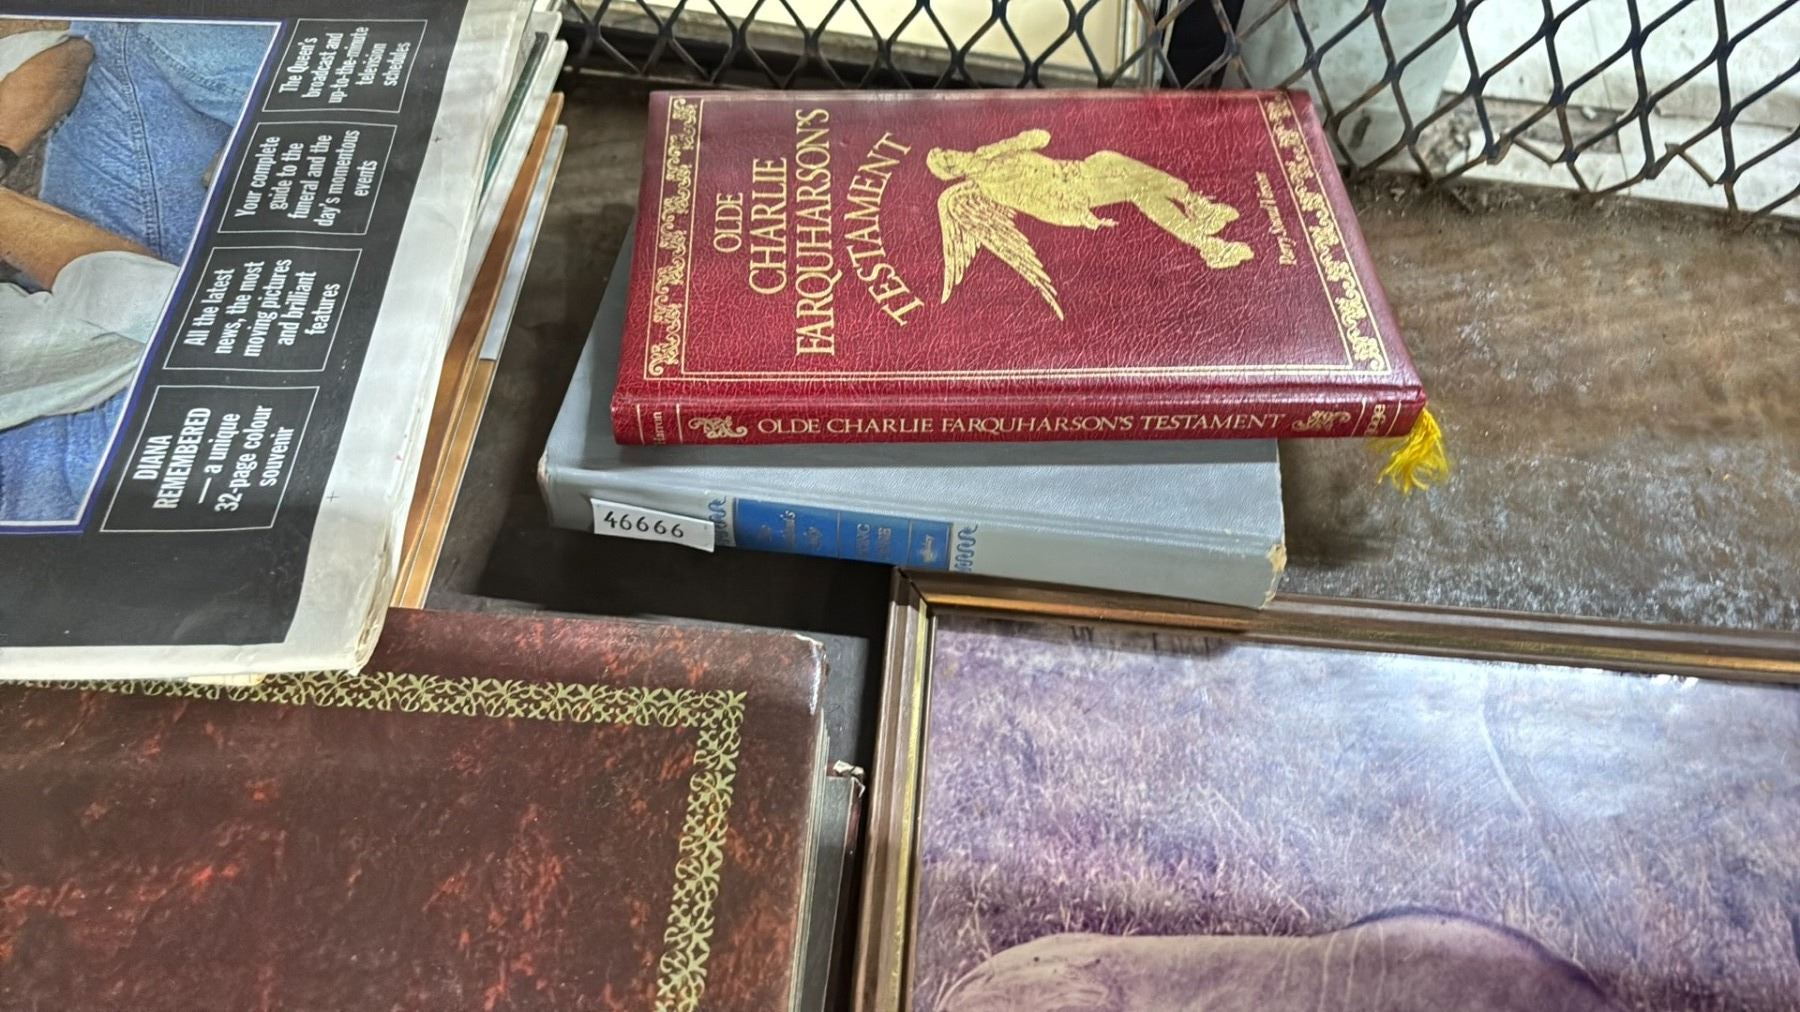 The Queen's
broadcast and
up-to-the-minute
television
schedules
Your complete
guide to the
funeral and the
day's momentous
events
All the latest
news, the most
moving pictures
and brilliant
features
DIANA
REMEMBERED
— a unique
32-page colour
souvenir
OLDE
CHARLIE
FARQUHARSON'S
TESTAMENT
Harron
OLDE CHARLIE FARQUHARSON'S TESTAMENT
46666